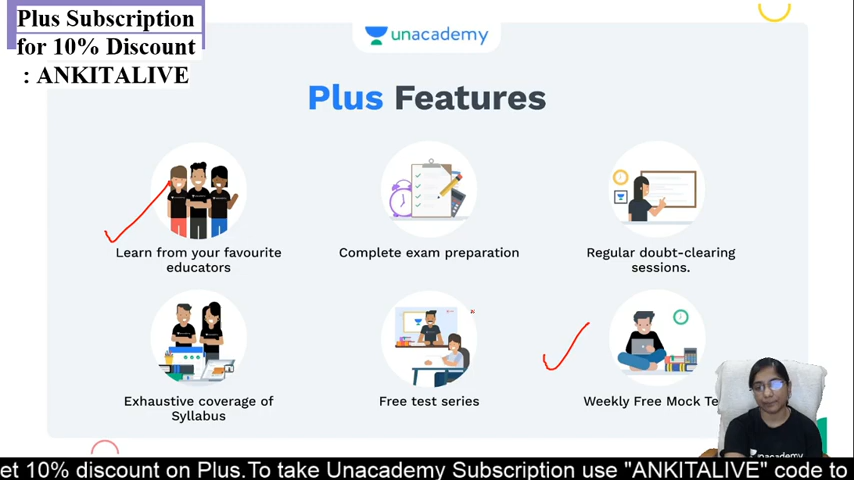 Plus Subscription
for 10% Discount
: ANKITALIVE
unacademy
Plus Features
Learn from your favourite
educators
Complete exam preparation
Regular doubt-clearing
sessions.
Exhaustive coverage of
Syllabus
Free test series
Weekly Free Mock Te
unacademy
et 10% discount on Plus.To take Unacademy Subscription use "ANKITALIVE" code to